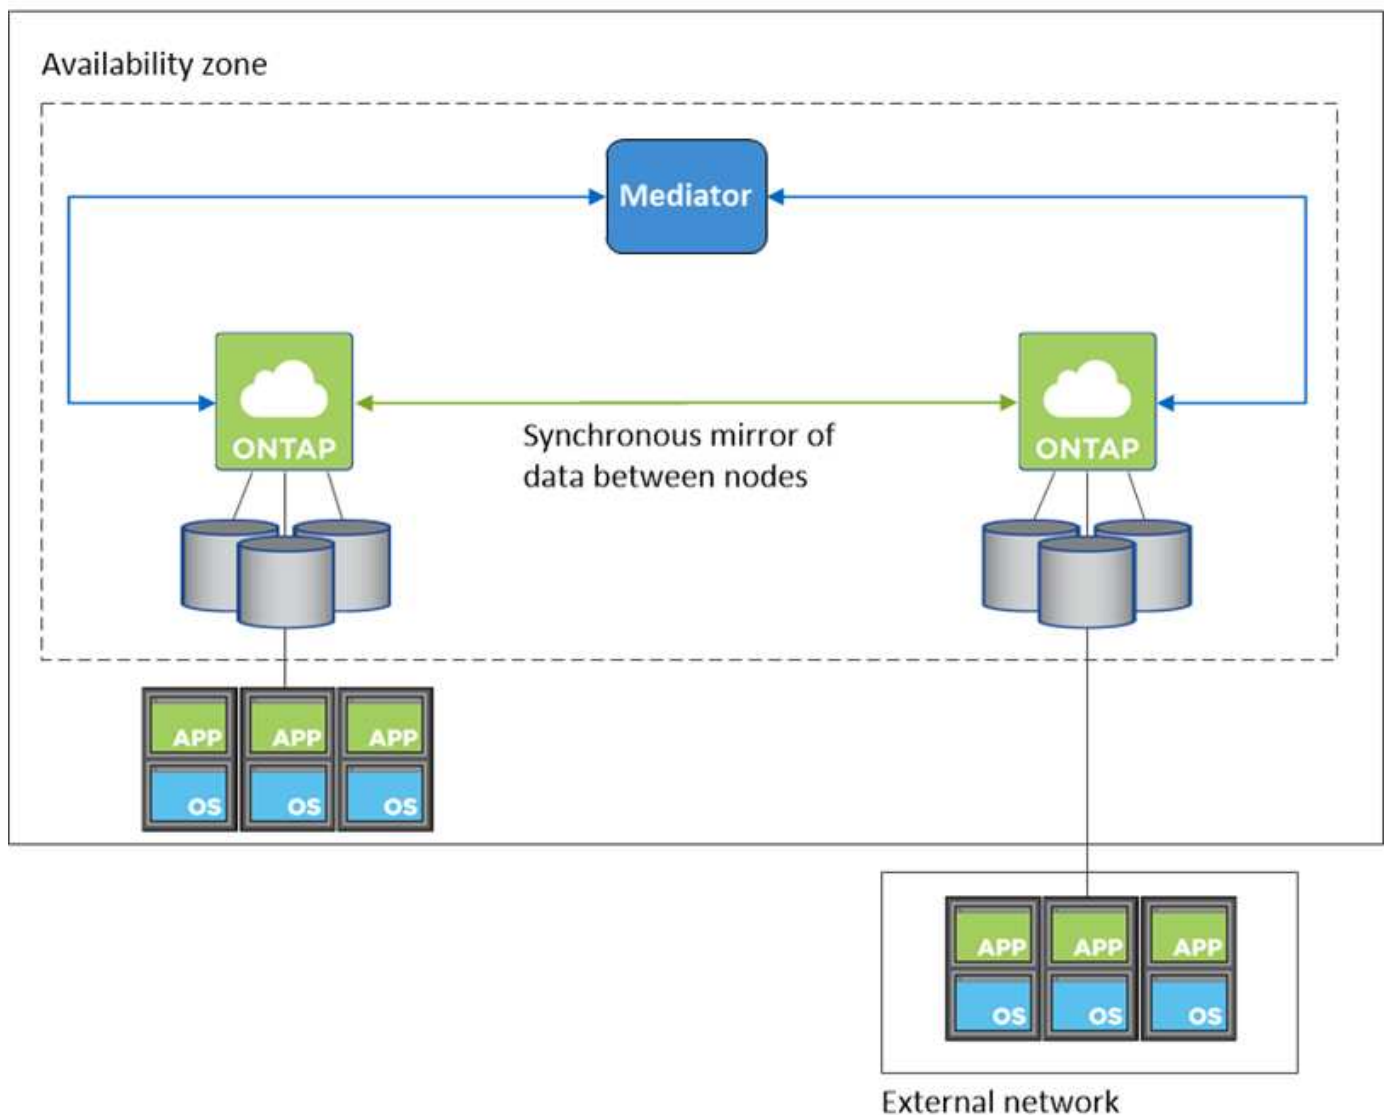 Availability zone
Mediator
ONTAP
ONTAP
Synchronous mirror of
data between nodes
APP APP APP
OS OS OS
APP APP APP
OS OS OS
External network